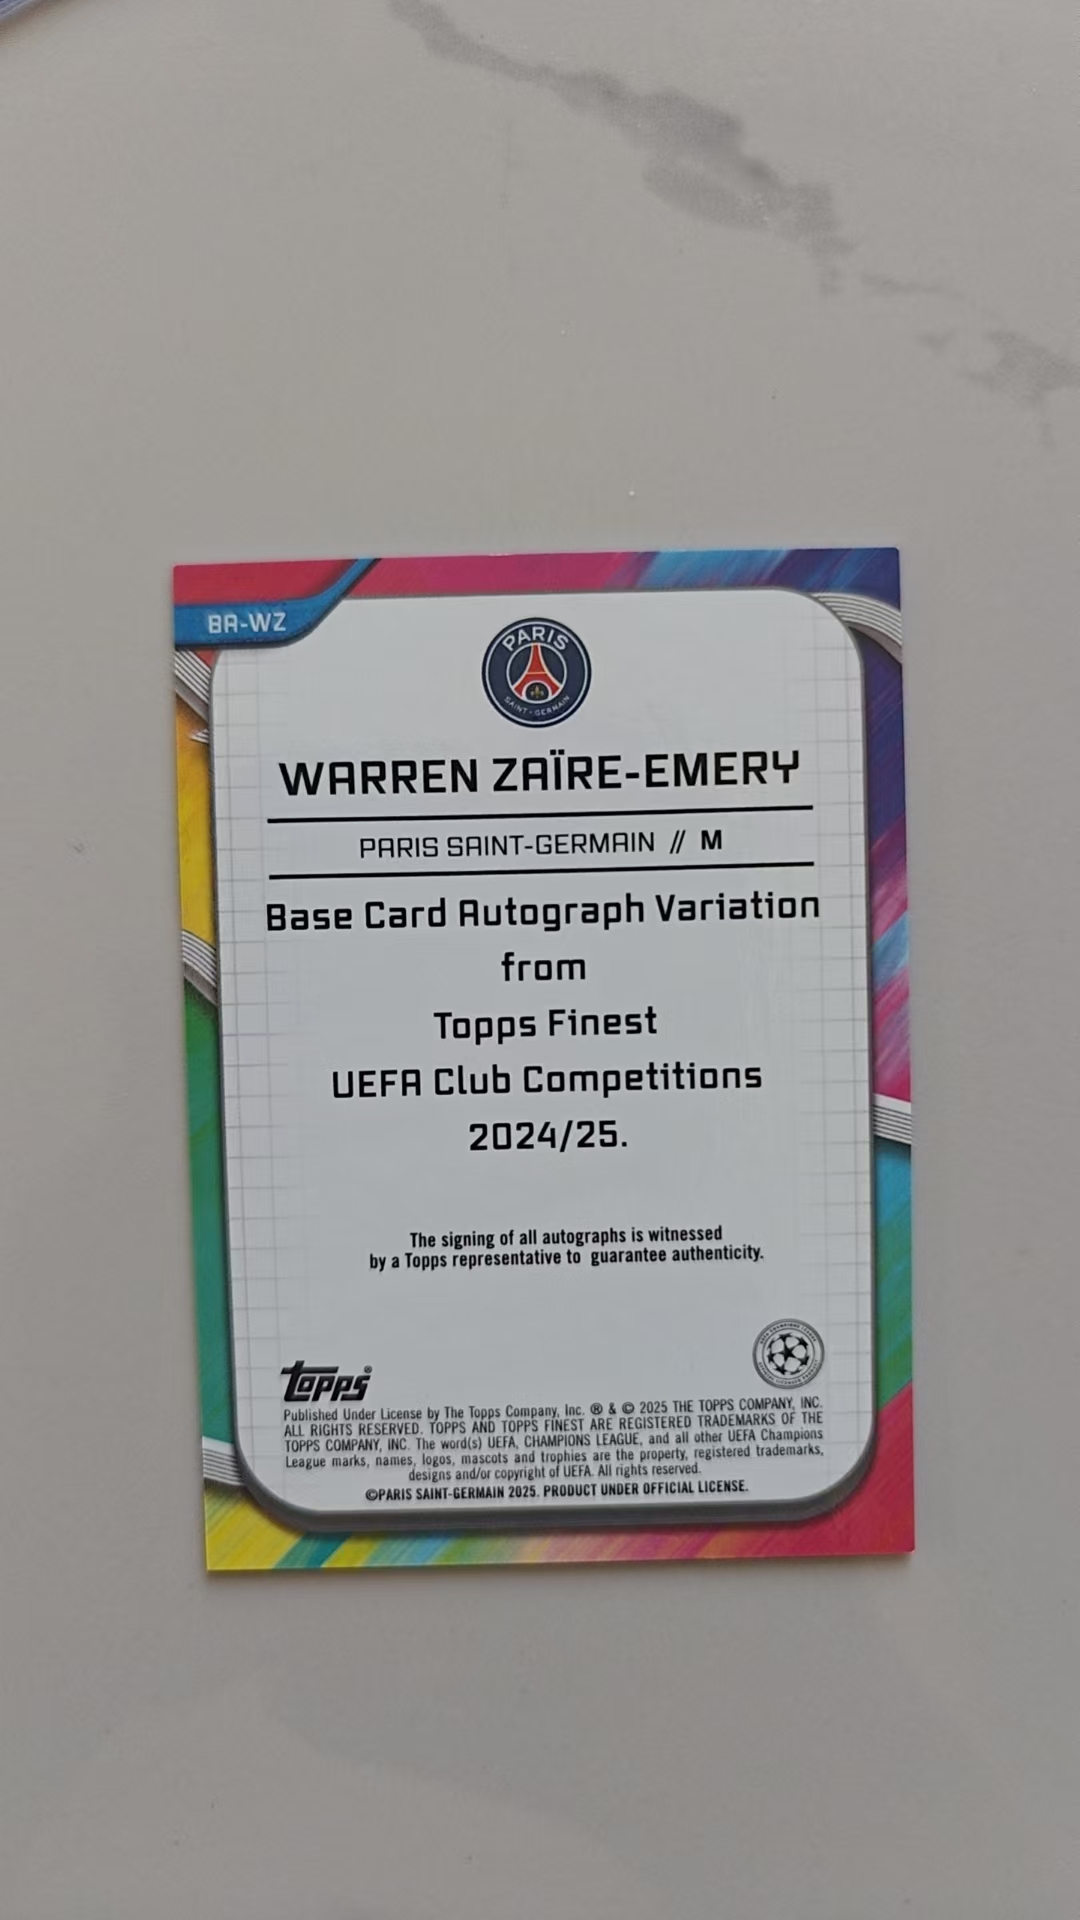 BA-WZ
PARIS
SAINT-GERMAIN
WARREN ZAÏRE-EMERY
PARIS SAINT-GERMAIN // M
Base Card Autograph Variation
from
Topps Finest
UEFA Club Competitions
2024/25.
The signing of all autographs is witnessed
by a Topps representative to guarantee authenticity.
topps®
Published Under License by The Topps Company, Inc. ® & © 2025 THE TOPPS COMPANY, INC.
ALL RIGHTS RESERVED. TOPPS AND TOPPS FINEST ARE REGISTERED TRADEMARKS OF THE
TOPPS COMPANY, INC. The word(s) UEFA, CHAMPIONS LEAGUE, and all other UEFA Champions
League marks, names, logos, mascots and trophies are the property, registered trademarks,
designs and/or copyright of UEFA. All rights reserved.
©PARIS SAINT-GERMAIN 2025. PRODUCT UNDER OFFICIAL LICENSE.